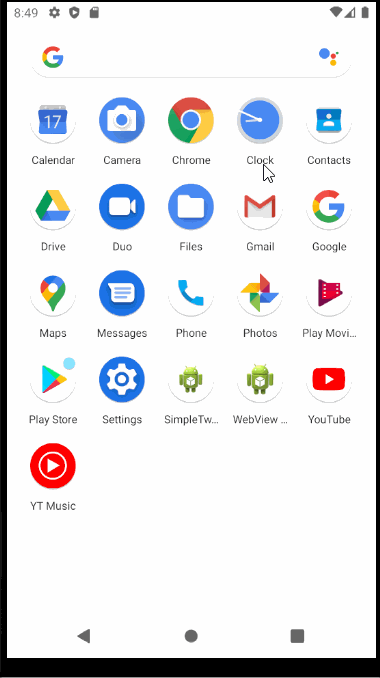 8:49
17
Calendar Camera Chrome Clock Contacts
Drive Duo Files Gmail Google
Maps Messages Phone Photos Play Movi...
Play Store Settings SimpleTw... WebView ... YouTube
YT Music